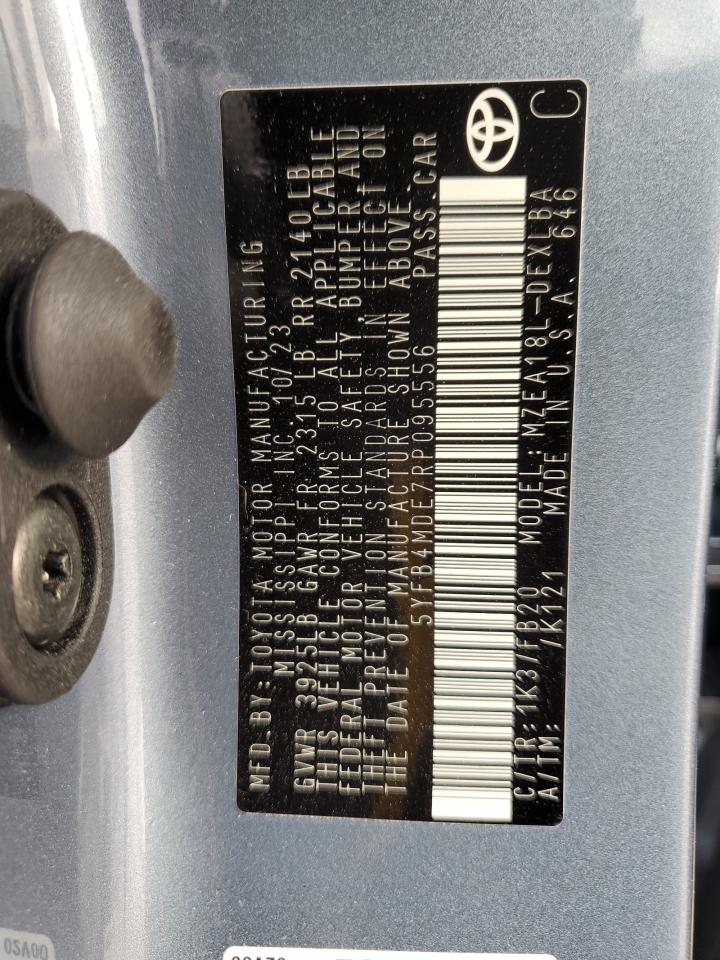 MFD.BY:TOYOTA MOTOR MANUFACTURING
MISSISSIPPI INC 10/23
GVWR 3925LB GAWR FR 2315 LB RR 2140LB
THIS VEHICLE CONFORMS TO ALL APPLICABLE
FEDERAL MOTOR VEHICLE SAFETY, BUMPER AND
THEFT PREVENTION STANDARDS IN EFFECT ON
THE DATE OF MANUFACTURE SHOWN ABOVE.
5YFB4MDE7RP095556 PASS.CAR
C/TR:1K3/FB20 MODEL:MZEA18L-DEXLBA
A/TM: /K121 MADE IN U.S.A. 646
C
02A00